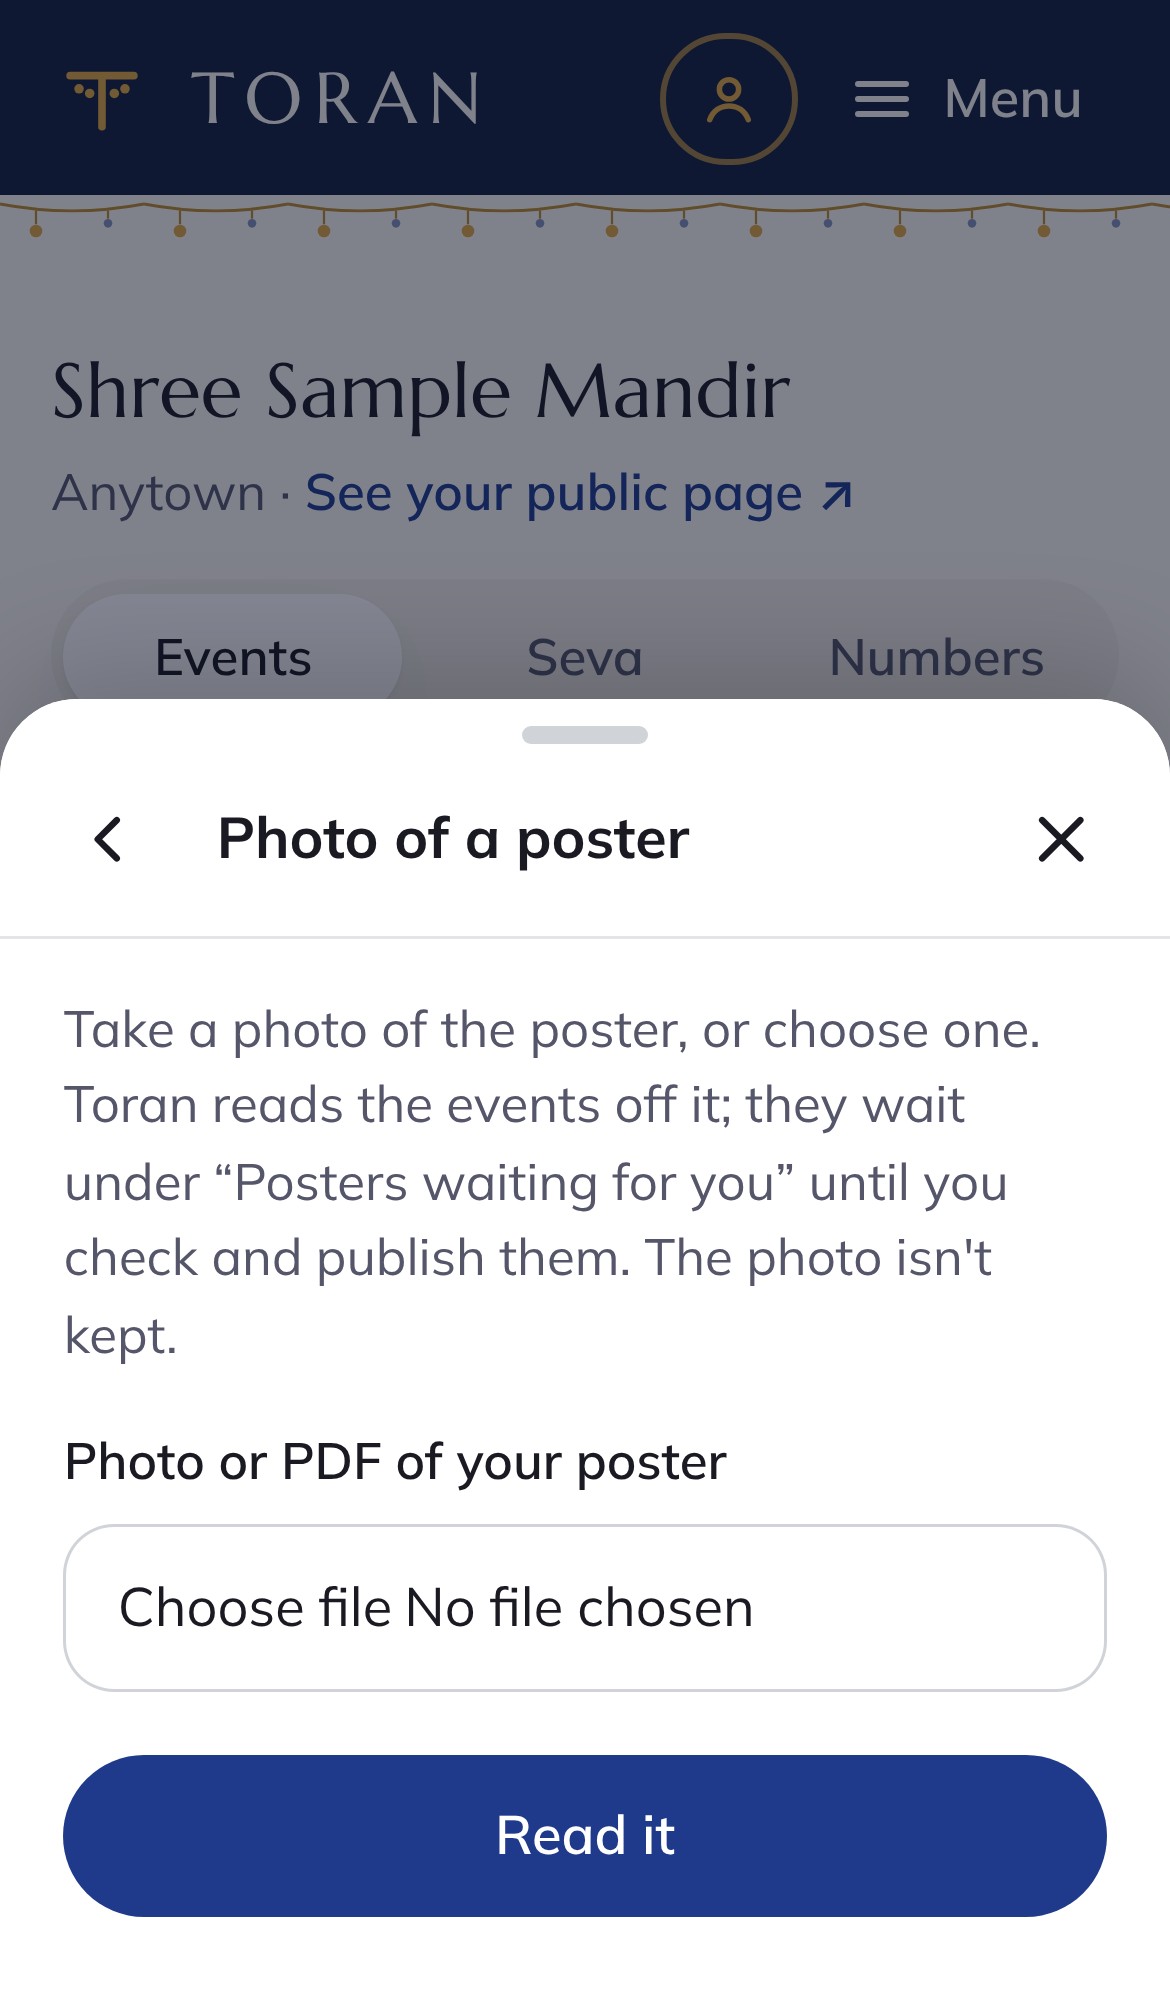 TORAN
Menu
Shree Sample Mandir
Anytown · See your public page ↗
Events
Seva
Numbers
Photo of a poster
Take a photo of the poster, or choose one.
Toran reads the events off it; they wait
under “Posters waiting for you” until you
check and publish them. The photo isn't
kept.
Photo or PDF of your poster
Choose file No file chosen
Read it